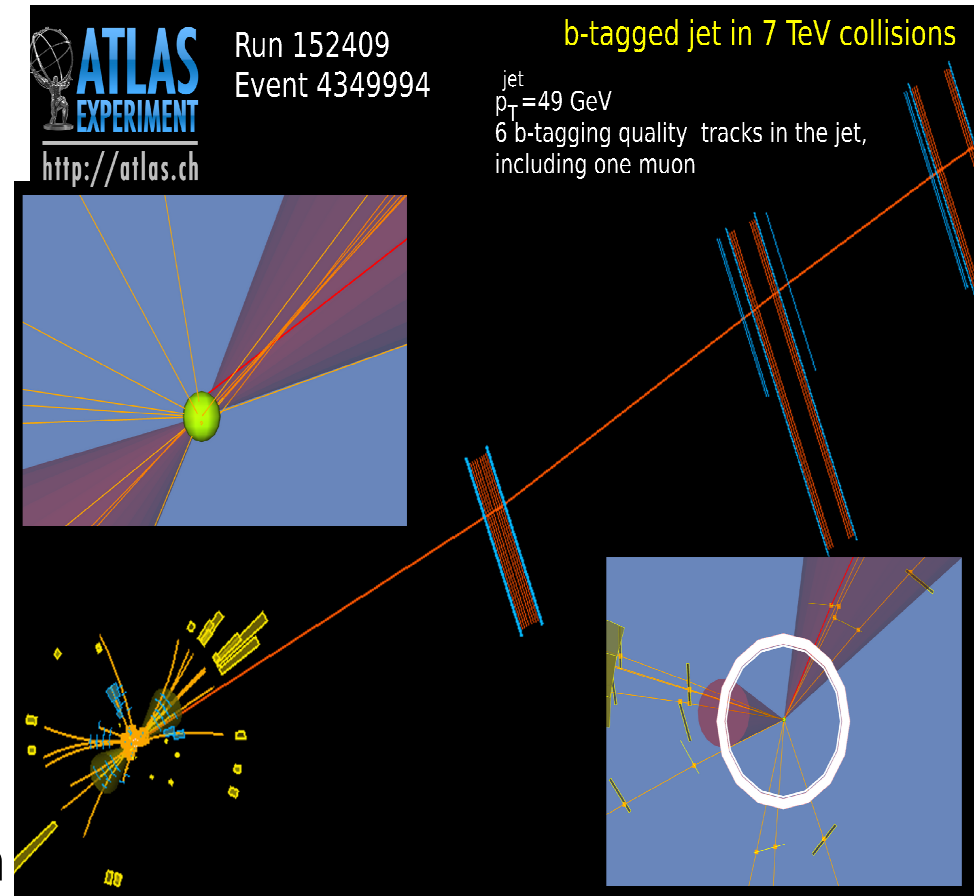 ATLAS
EXPERIMENT
http://atlas.ch
Run 152409
Event 4349994
b-tagged jet in 7 TeV collisions
jet
pT=49 GeV
6 b-tagging quality tracks in the jet,
including one muon